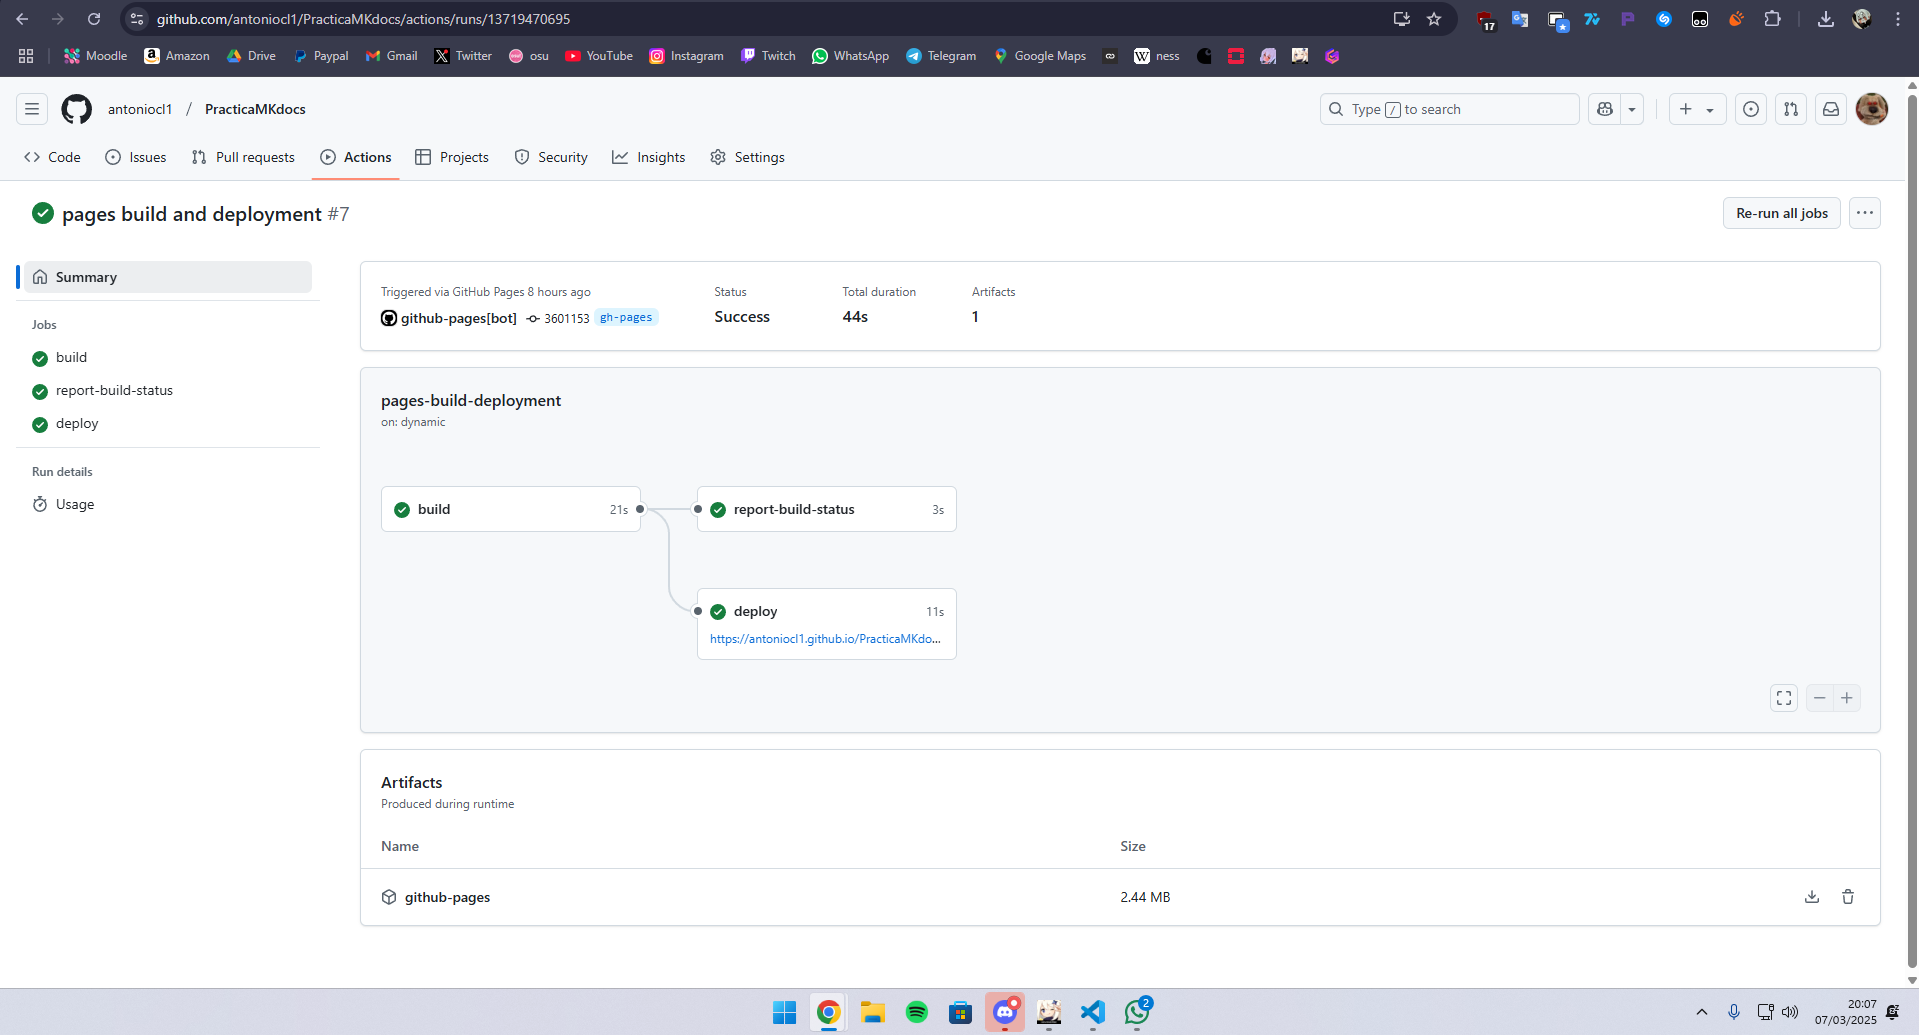 github.com/antoniocl1/PracticaMKdocs/actions/runs/13719470695
17
Moodle Amazon Drive Paypal Gmail Twitter osu YouTube Instagram Twitch WhatsApp Telegram Google Maps ness
antoniocl1 / PracticaMKdocs
Type / to search
Code Issues Pull requests Actions Projects Security Insights Settings
pages build and deployment #7
Re-run all jobs
Summary
Jobs
build
report-build-status
deploy
Run details
Usage
Triggered via GitHub Pages 8 hours ago
github-pages[bot] 3601153 gh-pages
Status
Success
Total duration
44s
Artifacts
1
pages-build-deployment
on: dynamic
build 21s
report-build-status 3s
deploy 11s
https://antoniocl1.github.io/PracticaMKdo...
Artifacts
Produced during runtime
Name Size
github-pages 2.44 MB
2
20:07
07/03/2025